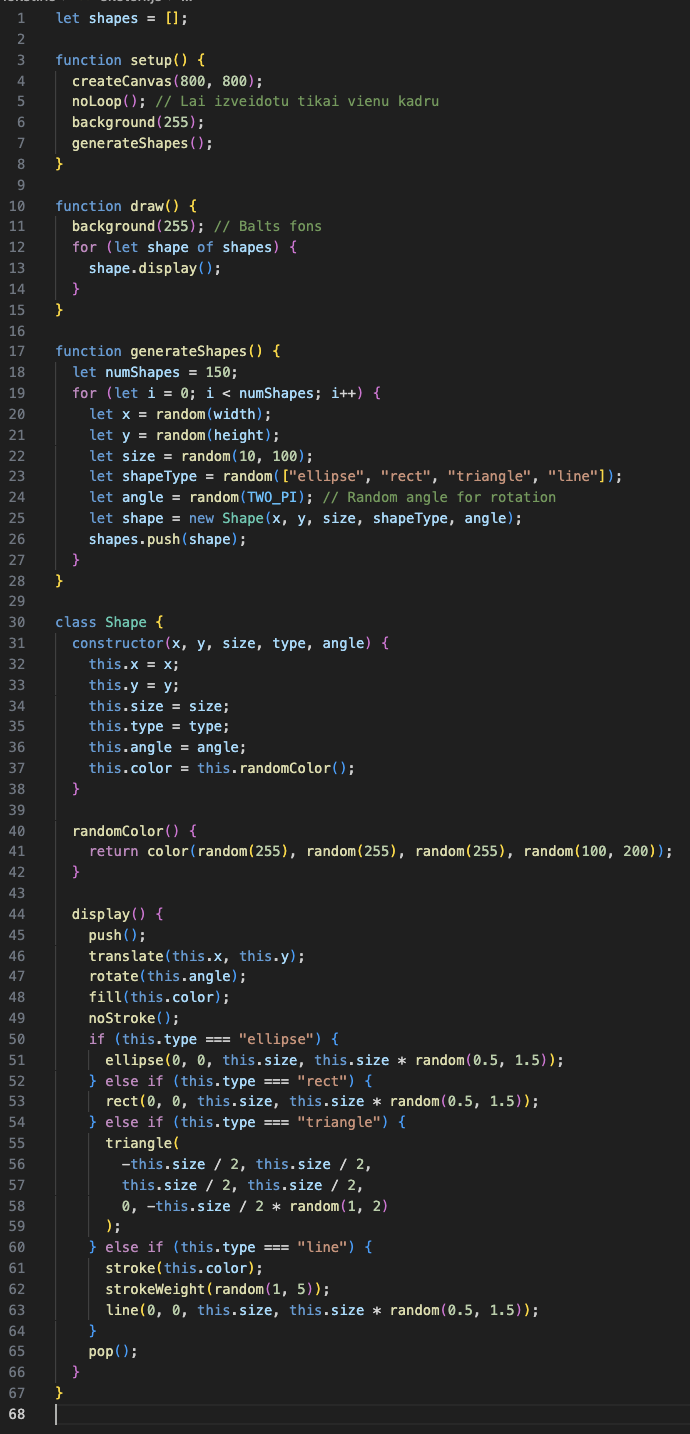 1 let shapes = [];
2
3 function setup() {
4 createCanvas(800, 800);
5 noLoop(); // Lai izveidotu tikai vienu kadru
6 background(255);
7 generateShapes();
8 }
9
10 function draw() {
11 background(255); // Balts fons
12 for (let shape of shapes) {
13 shape.display();
14 }
15 }
16
17 function generateShapes() {
18 let numShapes = 150;
19 for (let i = 0; i < numShapes; i++) {
20 let x = random(width);
21 let y = random(height);
22 let size = random(10, 100);
23 let shapeType = random(["ellipse", "rect", "triangle", "line"]);
24 let angle = random(TWO_PI); // Random angle for rotation
25 let shape = new Shape(x, y, size, shapeType, angle);
26 shapes.push(shape);
27 }
28 }
29
30 class Shape {
31 constructor(x, y, size, type, angle) {
32 this.x = x;
33 this.y = y;
34 this.size = size;
35 this.type = type;
36 this.angle = angle;
37 this.color = this.randomColor();
38 }
39
40 randomColor() {
41 return color(random(255), random(255), random(255), random(100, 200));
42 }
43
44 display() {
45 push();
46 translate(this.x, this.y);
47 rotate(this.angle);
48 fill(this.color);
49 noStroke();
50 if (this.type === "ellipse") {
51 ellipse(0, 0, this.size, this.size * random(0.5, 1.5));
52 } else if (this.type === "rect") {
53 rect(0, 0, this.size, this.size * random(0.5, 1.5));
54 } else if (this.type === "triangle") {
55 triangle(
56 -this.size / 2, this.size / 2,
57 this.size / 2, this.size / 2,
58 0, -this.size / 2 * random(1, 2)
59 );
60 } else if (this.type === "line") {
61 stroke(this.color);
62 strokeWeight(random(1, 5));
63 line(0, 0, this.size, this.size * random(0.5, 1.5));
64 }
65 pop();
66 }
67 }
68